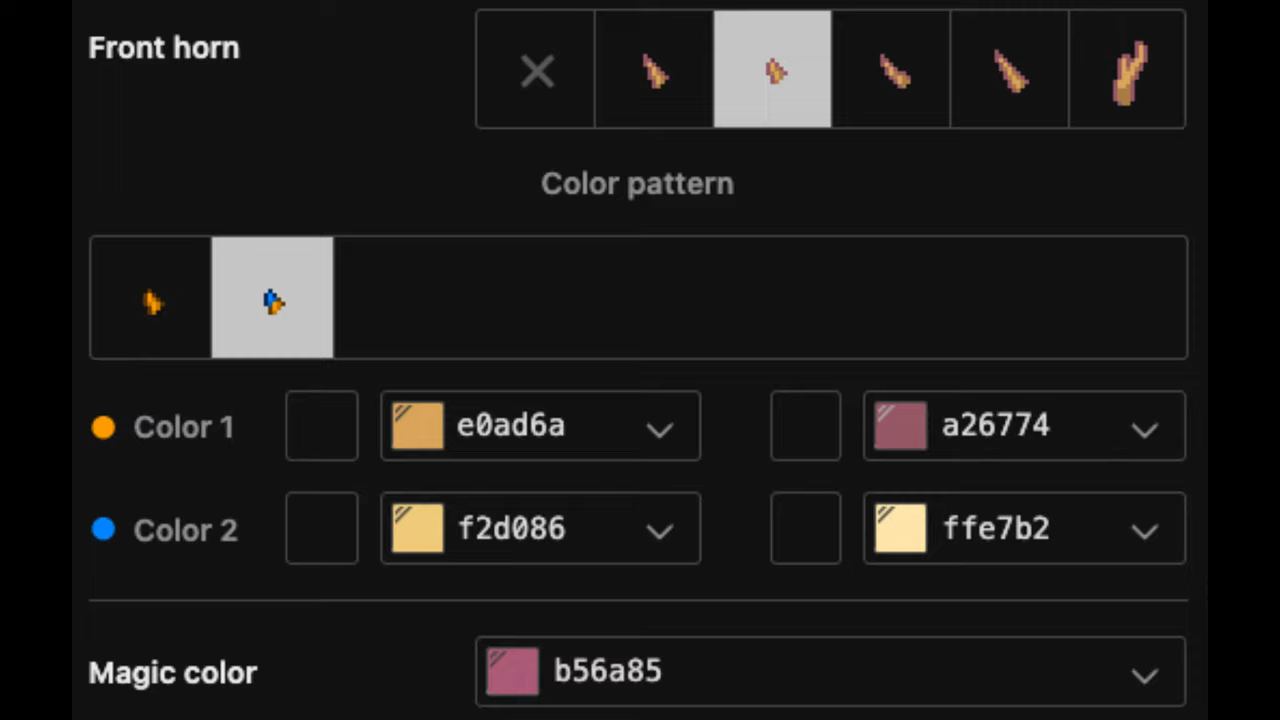 Front horn
Color pattern
Color 1 e0ad6a a26774
Color 2 f2d086 ffe7b2
Magic color b56a85